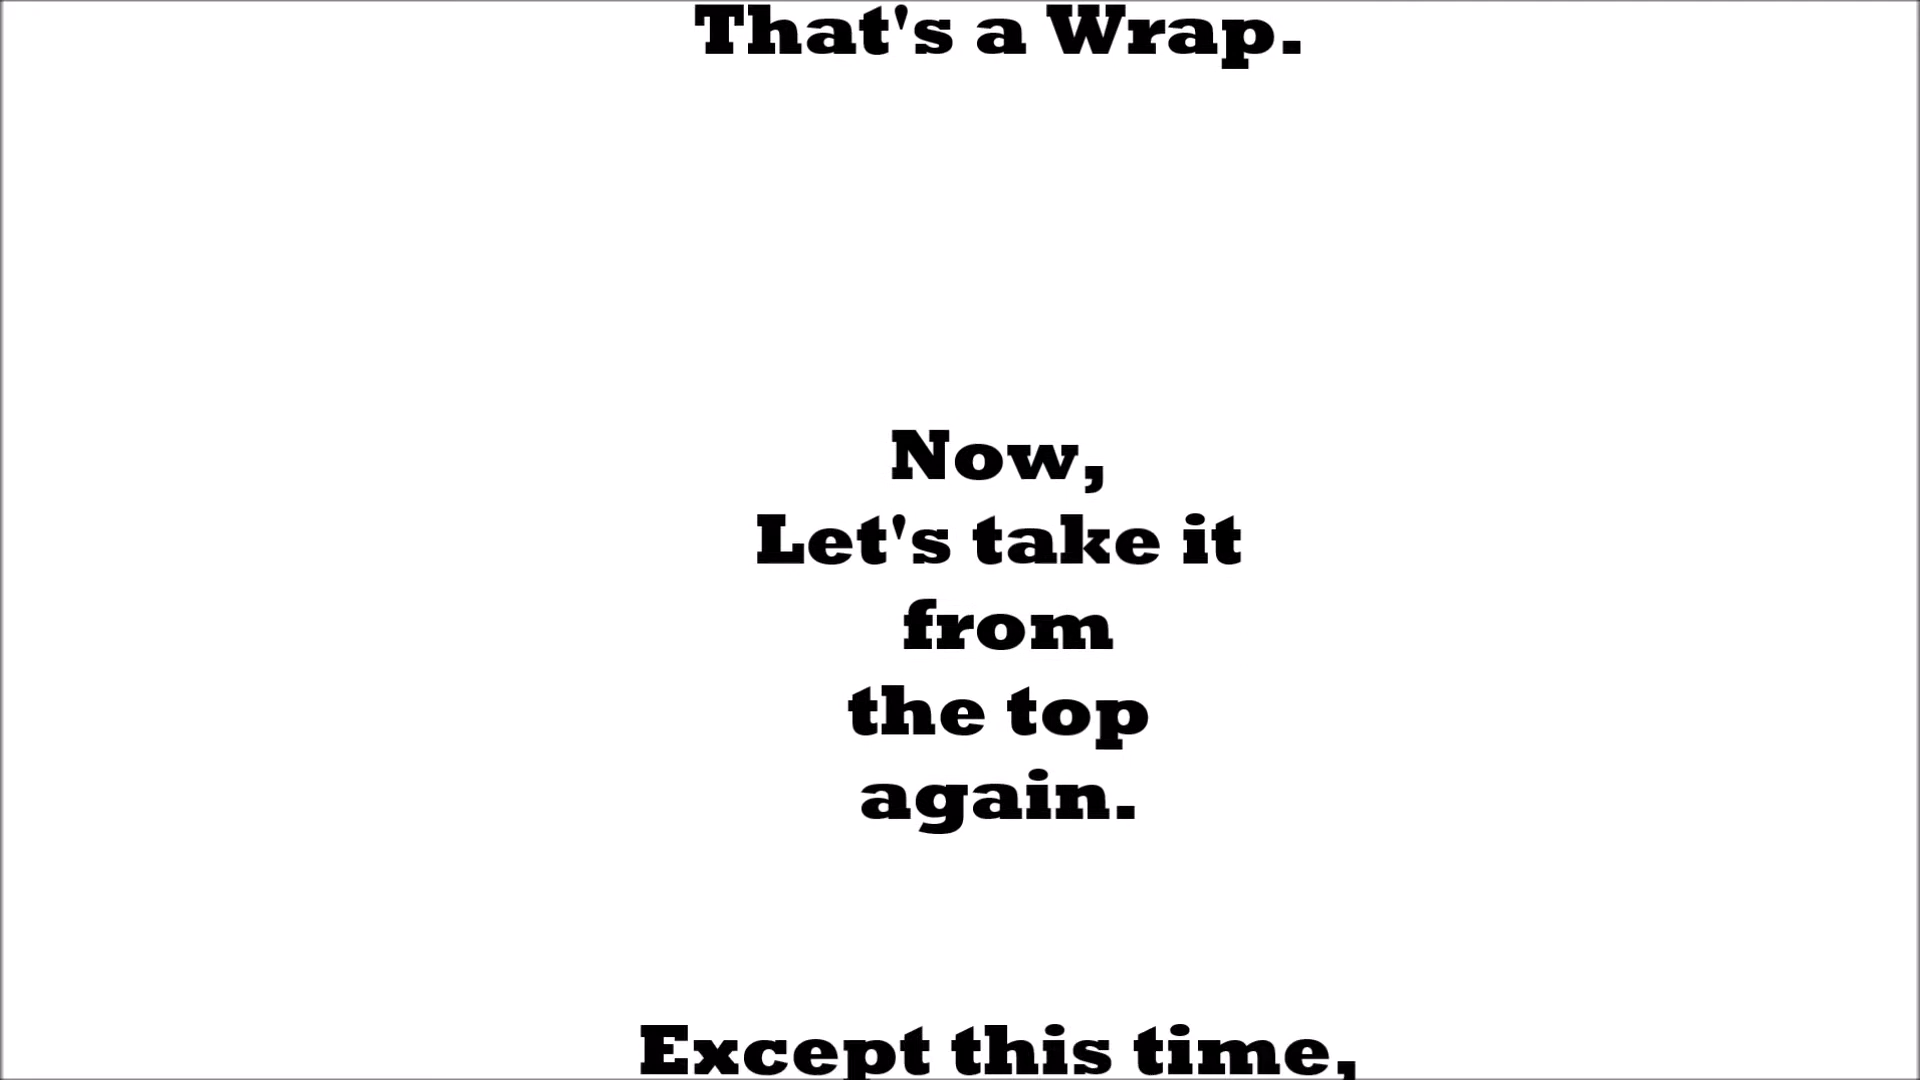 That's a Wrap.
Now,
Let's take it
from
the top
again.
Except this time,